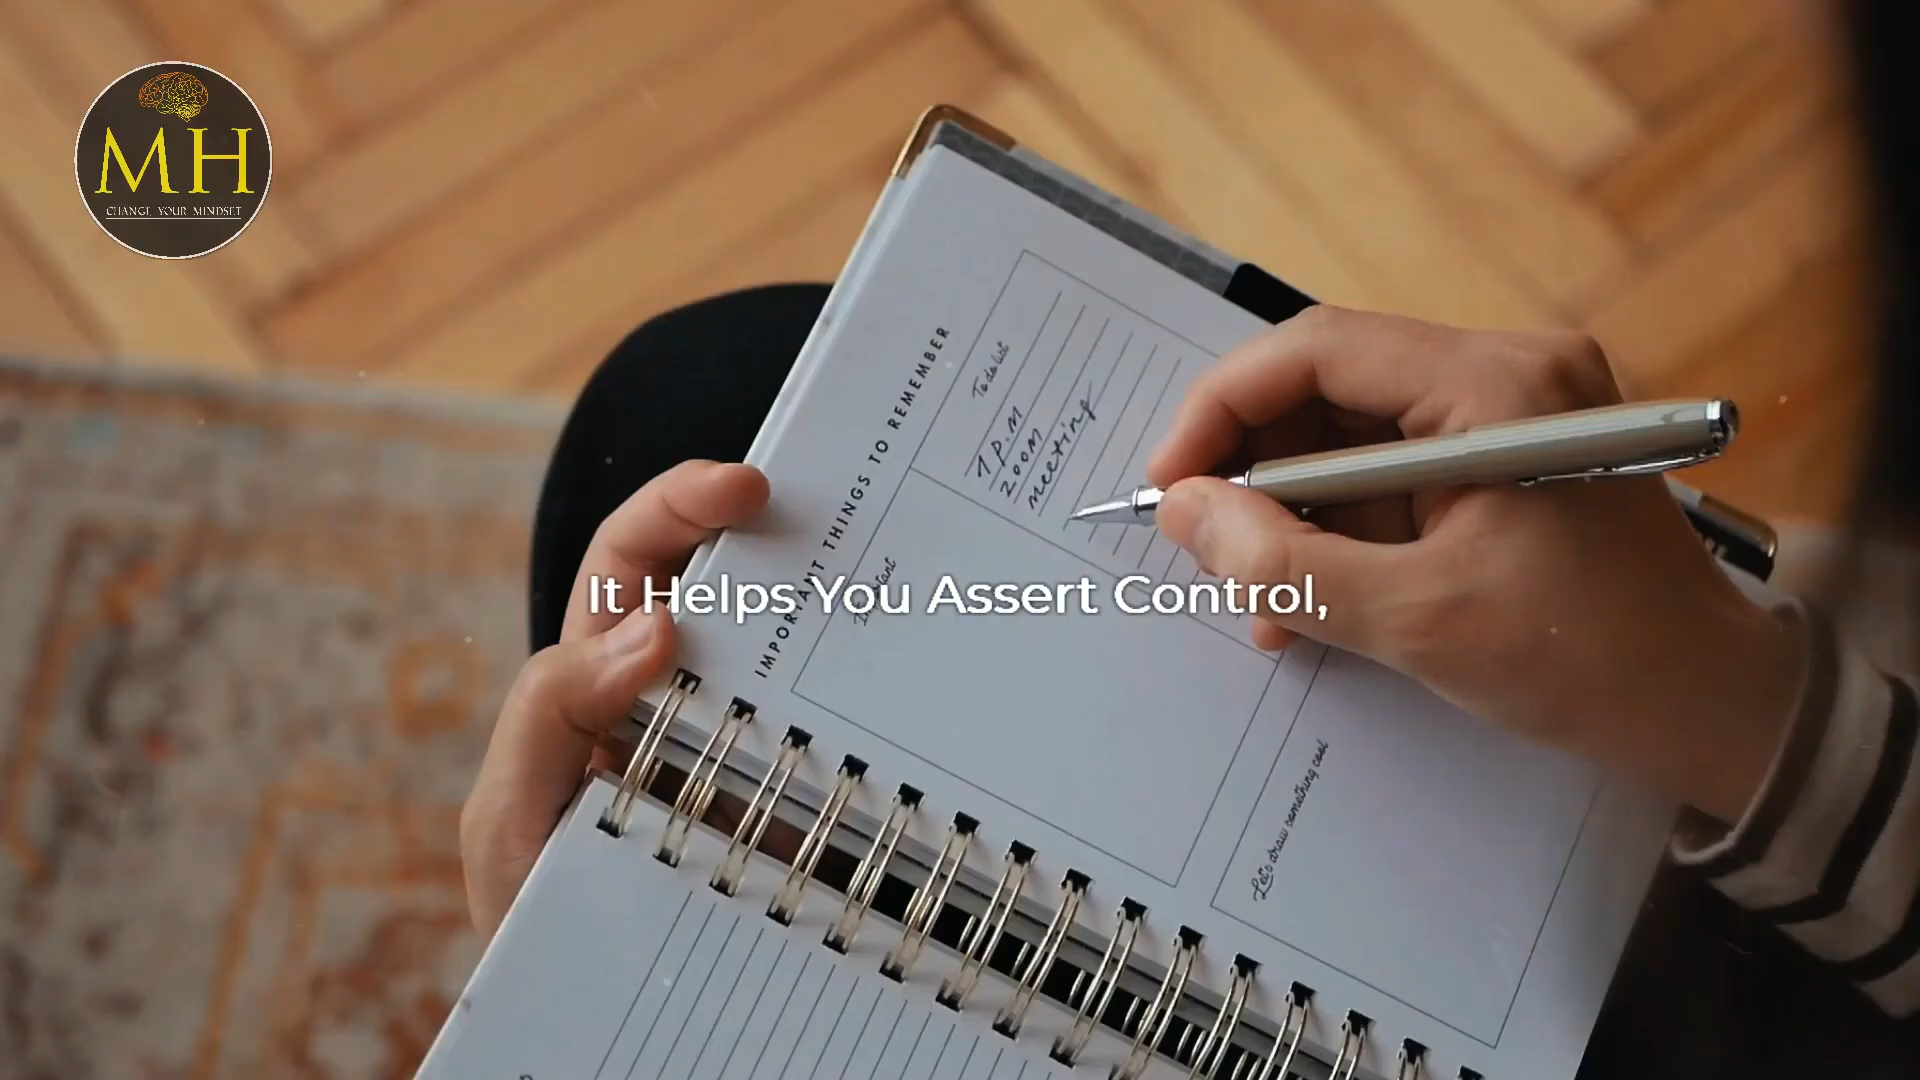 MH
CHANGE YOUR MINDSET
IMPORTANT THINGS TO REMEMBER
To do list
1 P.M
ZOOM
meeting
Important
It Helps You Assert Control,
Let's draw something cool